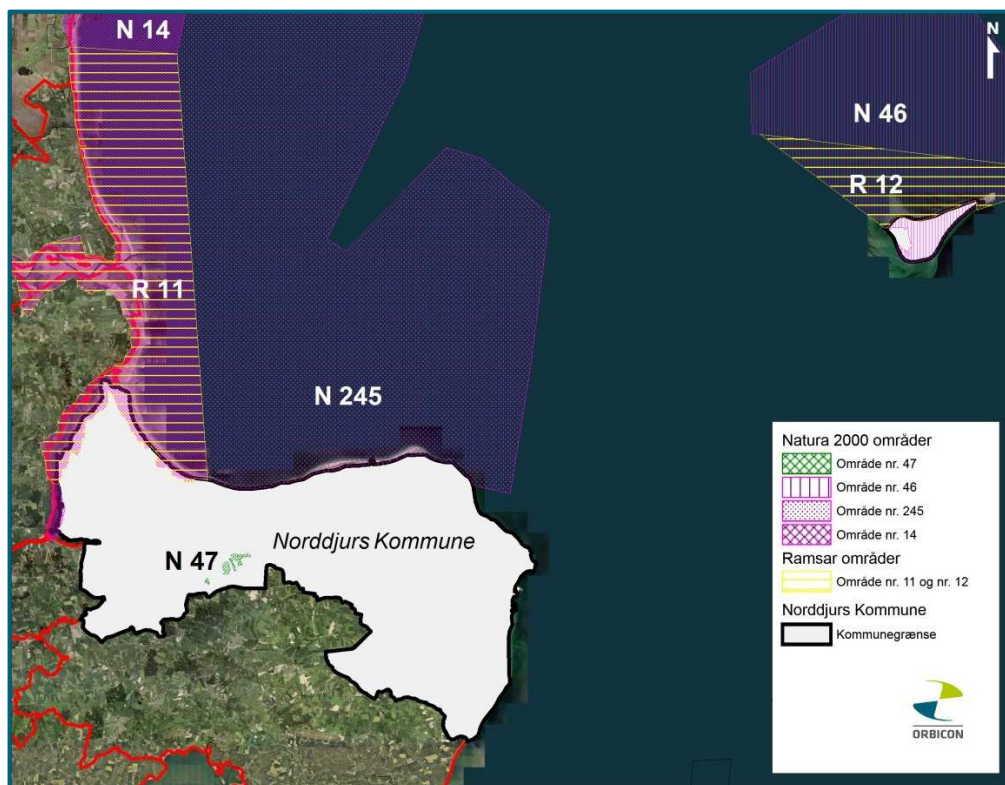 N 14
N
N 46
R 12
R 11
N 245
Norddjurs Kommune
N 47
Natura 2000 områder
Område nr. 47
Område nr. 46
Område nr. 245
Område nr. 14
Ramsar områder
Område nr. 11 og nr. 12
Norddjurs Kommune
Kommunegrænse
ORBICON